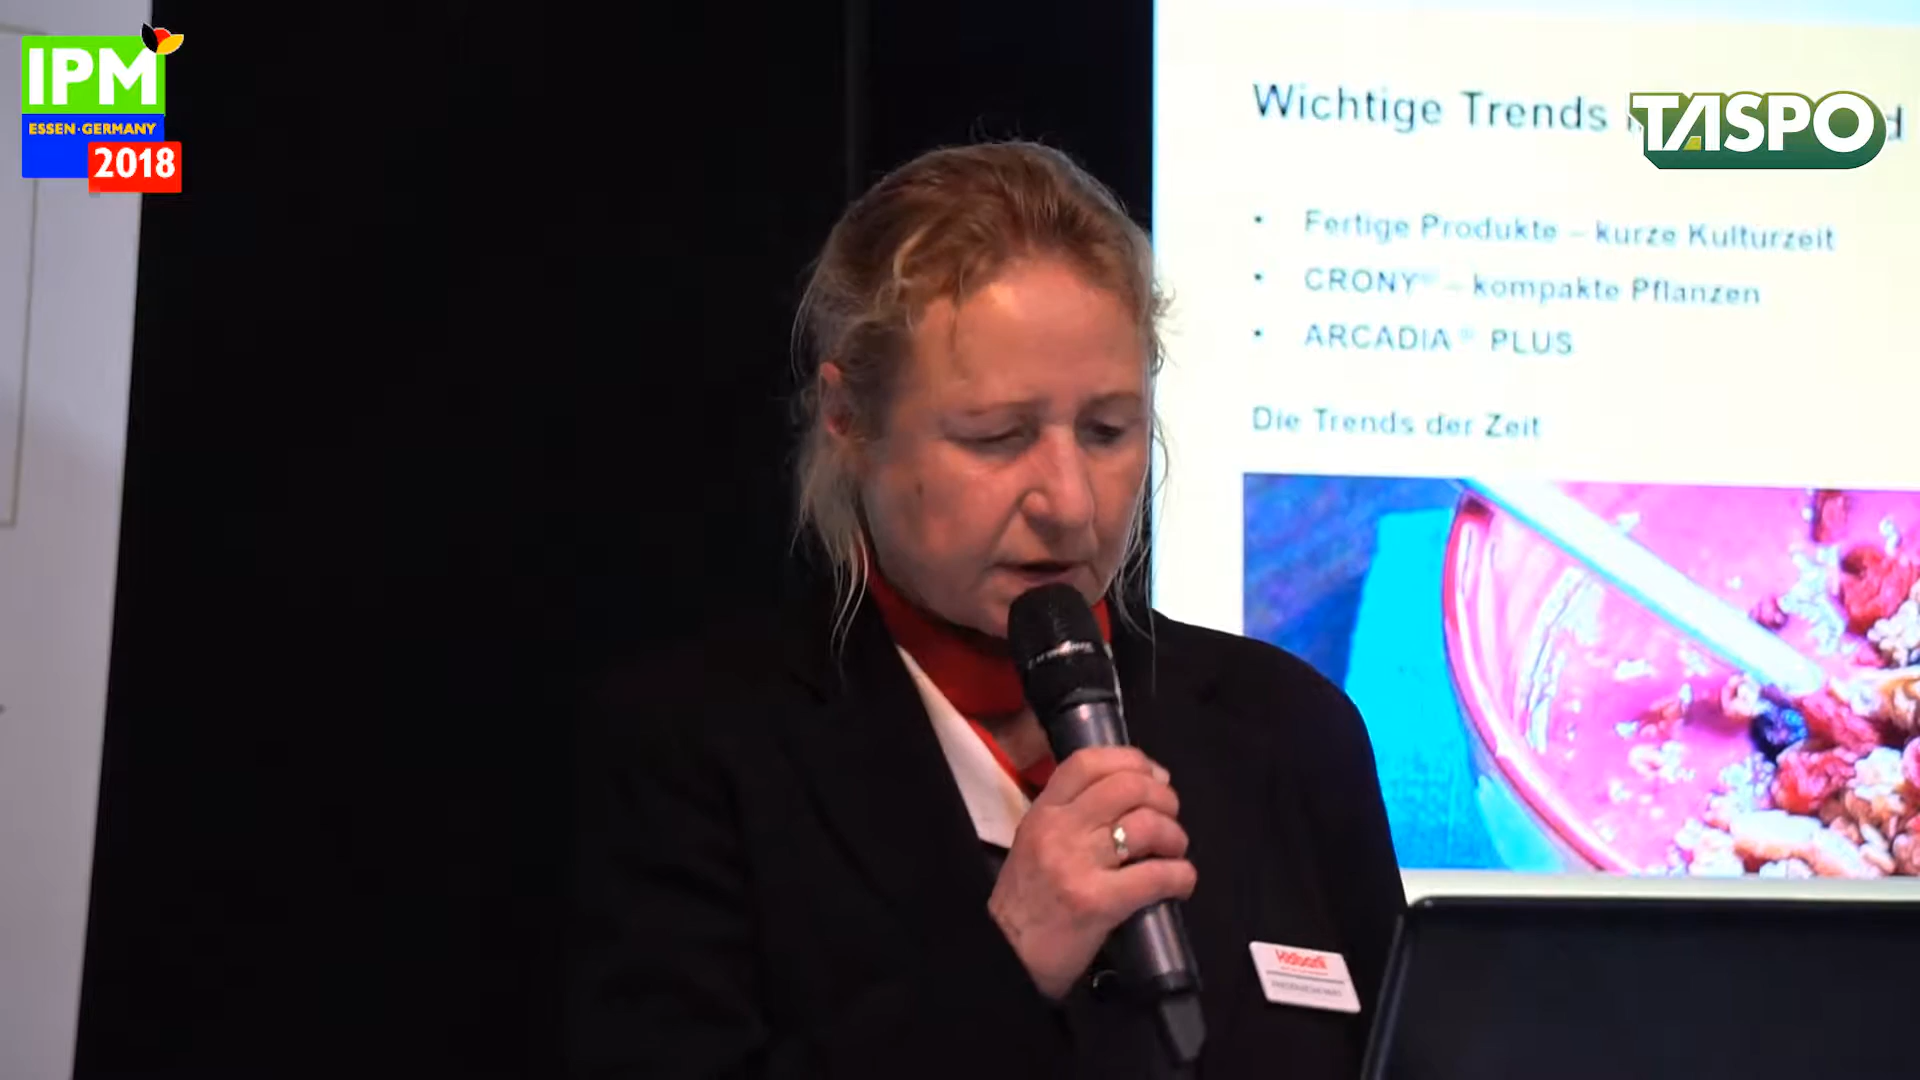 IPM
ESSEN·GERMANY
2018
TASPO
Wichtige Trends
• Fertige Produkte – kurze Kulturzeit
• CRONY® – kompakte Pflanzen
• ARCADIA® PLUS
Die Trends der Zeit